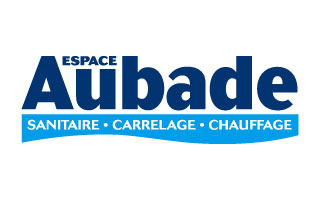 ESPACE
Aubade
SANITAIRE • CARRELAGE • CHAUFFAGE